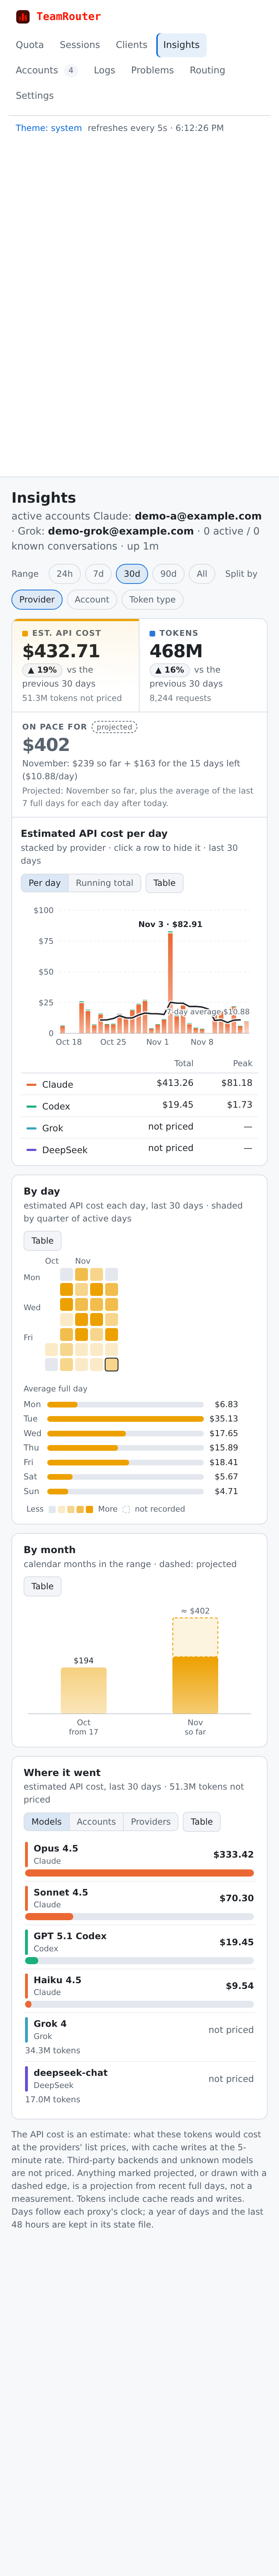 TeamRouter
Quota Sessions Clients Insights
Accounts 4 Logs Problems Routing
Settings
Theme: system refreshes every 5s · 6:12:26 PM
Insights
active accounts Claude: demo-a@example.com
· Grok: demo-grok@example.com · 0 active / 0
known conversations · up 1m
Range 24h 7d 30d 90d All Split by
Provider Account Token type
EST. API COST
$432.71
▲ 19% vs the
previous 30 days
51.3M tokens not priced
TOKENS
468M
▲ 16% vs the
previous 30 days
8,244 requests
ON PACE FOR projected
$402
November: $239 so far + $163 for the 15 days left
($10.88/day)
Projected: November so far, plus the average of the last
7 full days for each day after today.
Estimated API cost per day
stacked by provider · click a row to hide it · last 30
days
Per day Running total Table
$100
Nov 3 · $82.91
$75
$50
$25
7-day average $10.88
0
Oct 18 Oct 25 Nov 1 Nov 8
Total Peak
Claude $413.26 $81.18
Codex $19.45 $1.73
Grok not priced —
DeepSeek not priced —
By day
estimated API cost each day, last 30 days · shaded
by quarter of active days
Table
Oct Nov
Mon
Wed
Fri
Average full day
Mon $6.83
Tue $35.13
Wed $17.65
Thu $15.89
Fri $18.41
Sat $5.67
Sun $4.71
Less More not recorded
By month
calendar months in the range · dashed: projected
Table
≈ $402
$194
Oct Nov
from 17 so far
Where it went
estimated API cost, last 30 days · 51.3M tokens not
priced
Models Accounts Providers Table
Opus 4.5
Claude $333.42
Sonnet 4.5
Claude $70.30
GPT 5.1 Codex
Codex $19.45
Haiku 4.5
Claude $9.54
Grok 4
Grok not priced
34.3M tokens
deepseek-chat
DeepSeek not priced
17.0M tokens
The API cost is an estimate: what these tokens would cost
at the providers' list prices, with cache writes at the 5-
minute rate. Third-party backends and unknown models
are not priced. Anything marked projected, or drawn with a
dashed edge, is a projection from recent full days, not a
measurement. Tokens include cache reads and writes.
Days follow each proxy's clock; a year of days and the last
48 hours are kept in its state file.